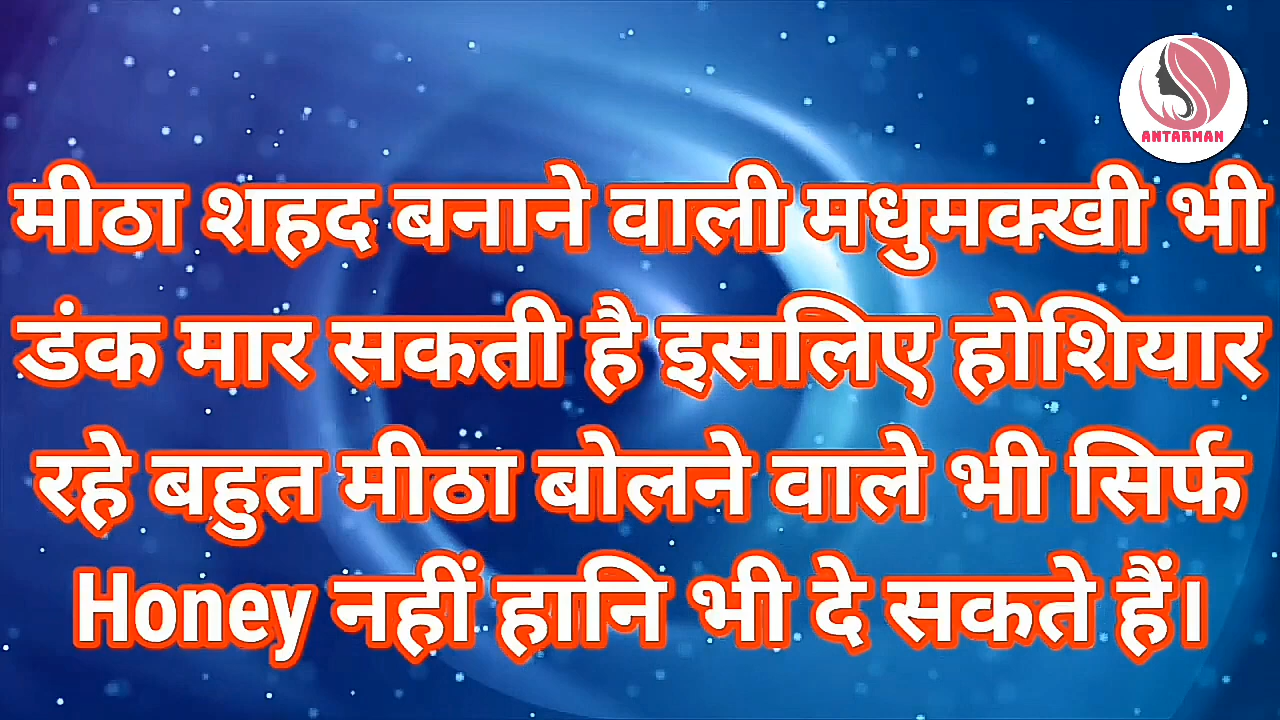 ANTARMAN
मीठा शहद बनाने वाली मधुमक्खी भी
डंक मार सकती है इसलिए होशियार
रहे बहुत मीठा बोलने वाले भी सिर्फ
Honey नहीं हानि भी दे सकते हैं।